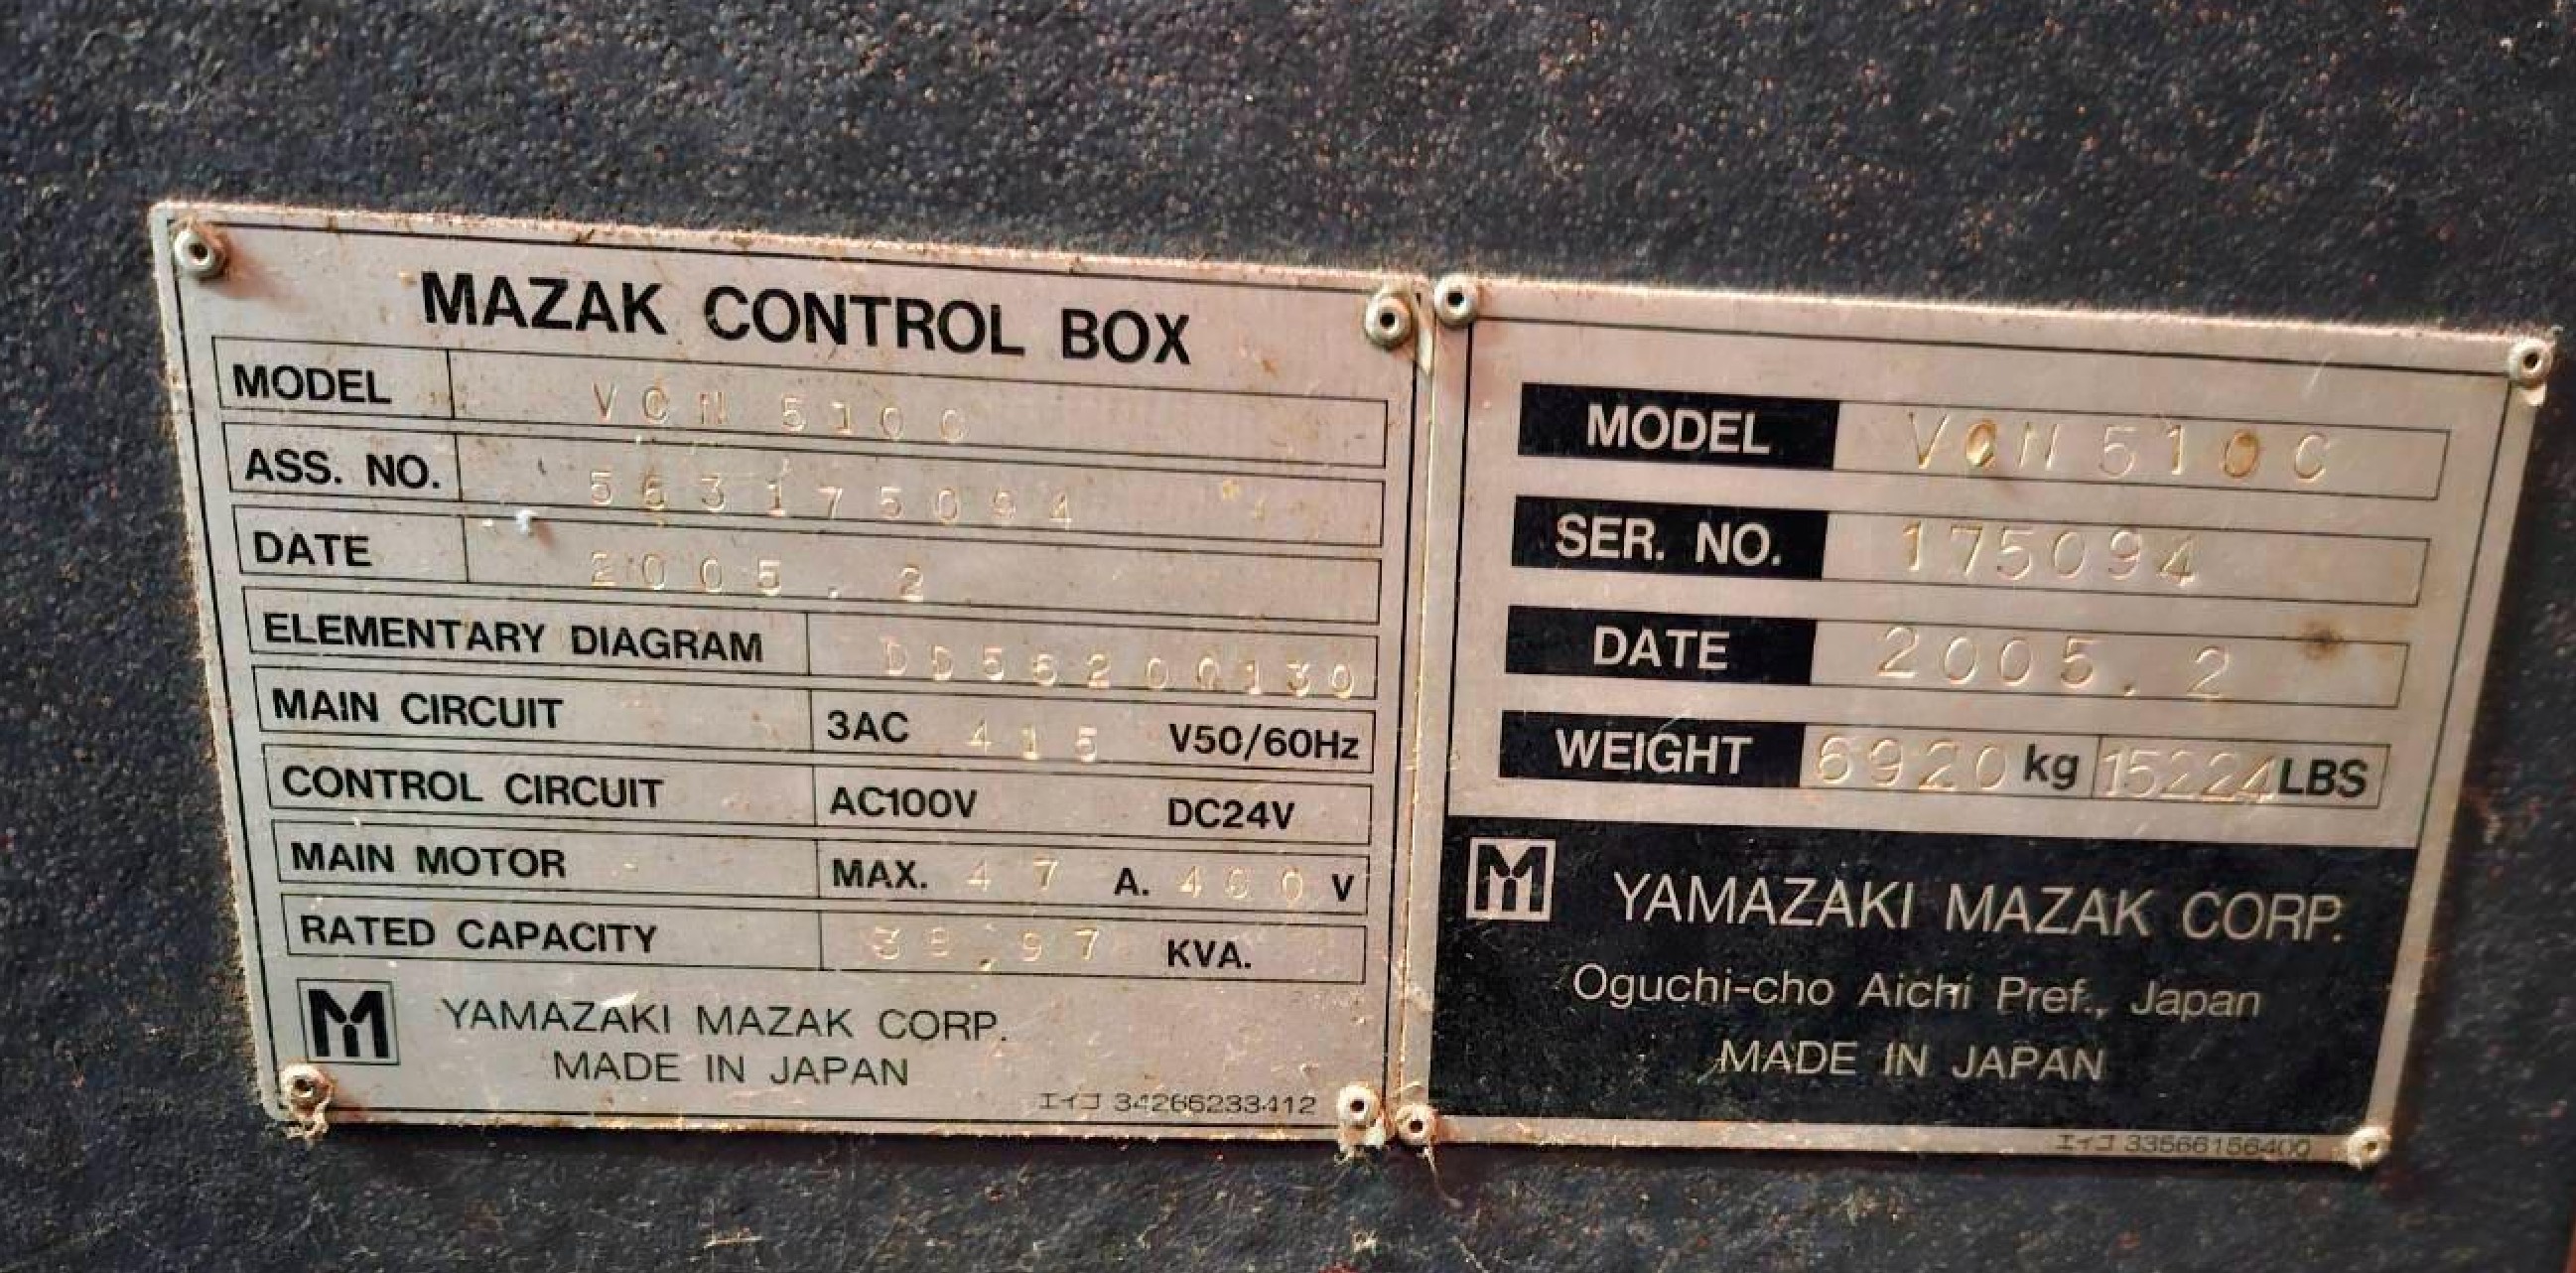 MAZAK CONTROL BOX
MODEL VCN 510C
ASS. NO. 563175094
DATE 2005.2
ELEMENTARY DIAGRAM DD56200130
MAIN CIRCUIT 3AC 415 V50/60Hz
CONTROL CIRCUIT AC100V DC24V
MAIN MOTOR MAX. 47 A. 460 V
RATED CAPACITY 38.97 KVA.
M YAMAZAKI MAZAK CORP.
MADE IN JAPAN
エイコ 34266233412
MODEL VCN 510C
SER. NO. 175094
DATE 2005.2
WEIGHT 6920 kg 15224 LBS
M YAMAZAKI MAZAK CORP.
Oguchi-cho Aichi Pref., Japan
MADE IN JAPAN
エイコ 33566156400